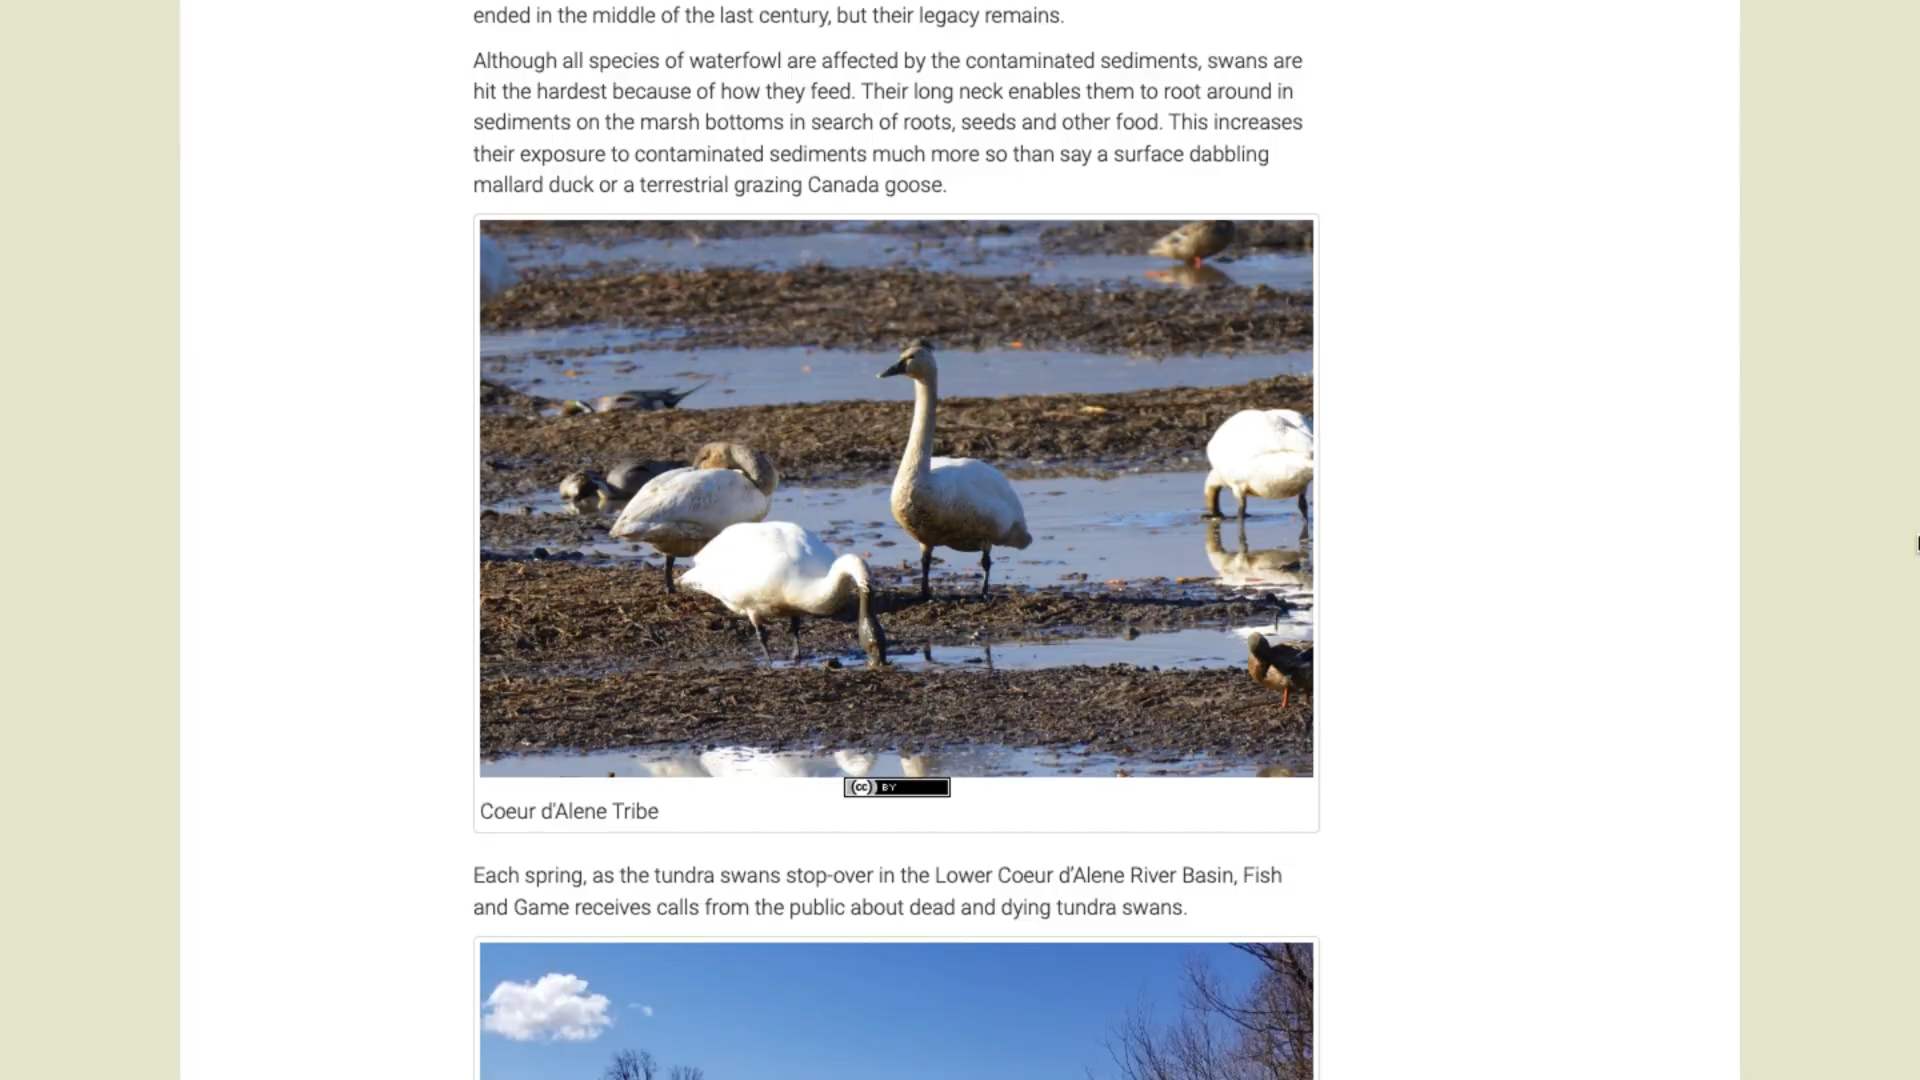 ended in the middle of the last century, but their legacy remains.
Although all species of waterfowl are affected by the contaminated sediments, swans are
hit the hardest because of how they feed. Their long neck enables them to root around in
sediments on the marsh bottoms in search of roots, seeds and other food. This increases
their exposure to contaminated sediments much more so than say a surface dabbling
mallard duck or a terrestrial grazing Canada goose.
cc BY
Coeur d'Alene Tribe
Each spring, as the tundra swans stop-over in the Lower Coeur d’Alene River Basin, Fish
and Game receives calls from the public about dead and dying tundra swans.